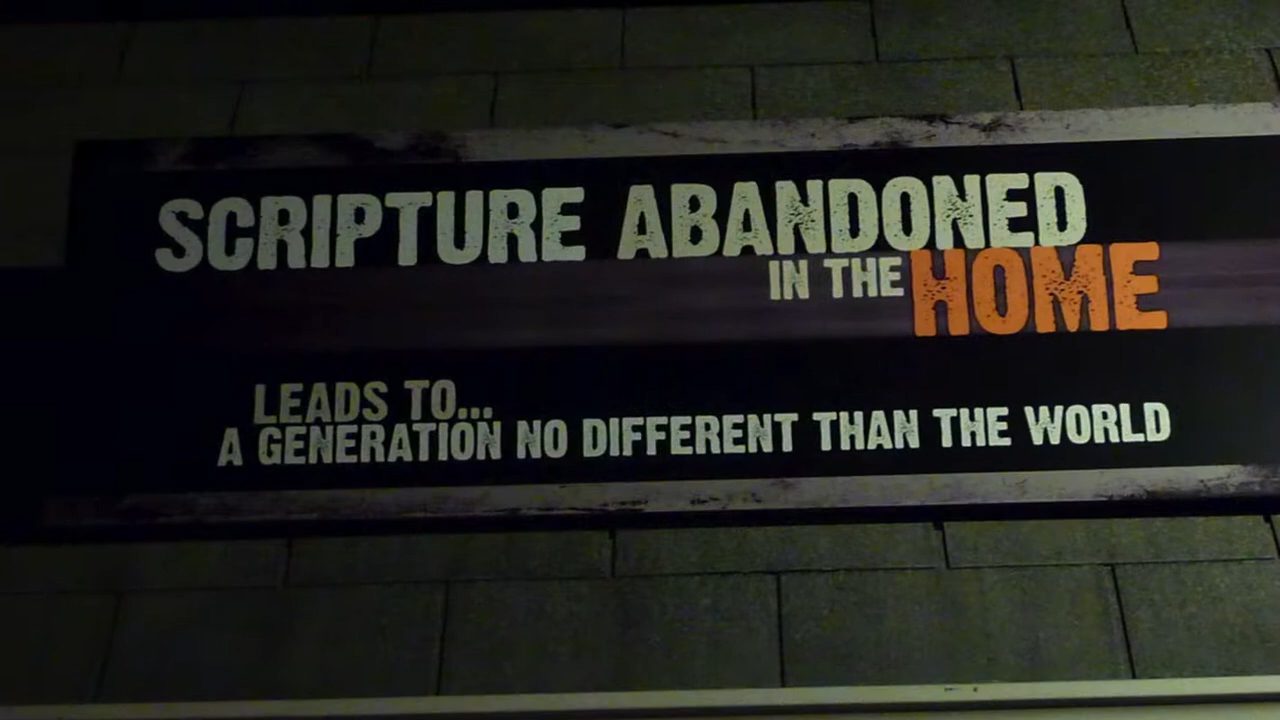 SCRIPTURE ABANDONED
IN THE HOME
LEADS TO...
A GENERATION NO DIFFERENT THAN THE WORLD